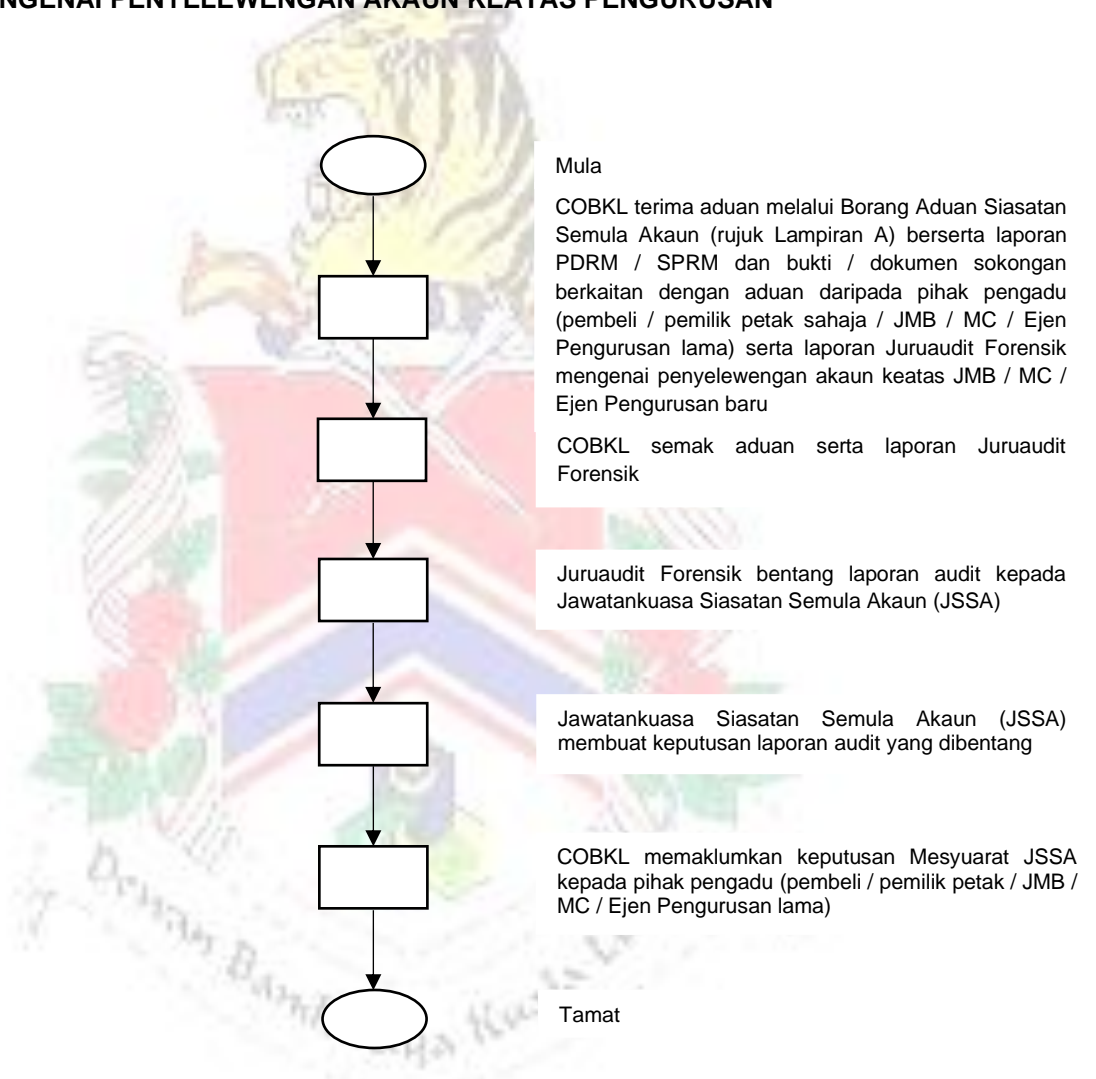 NGENAI PENYELEWENGAN AKAUN KEATAS PENGURUSAN
Mula
COBKL terima aduan melalui Borang Aduan Siasatan
Semula Akaun (rujuk Lampiran A) berserta laporan
PDRM / SPRM dan bukti / dokumen sokongan
berkaitan dengan aduan daripada pihak pengadu
(pembeli / pemilik petak sahaja / JMB / MC / Ejen
Pengurusan lama) serta laporan Juruaudit Forensik
mengenai penyelewengan akaun keatas JMB / MC /
Ejen Pengurusan baru
COBKL semak aduan serta laporan Juruaudit
Forensik
Juruaudit Forensik bentang laporan audit kepada
Jawatankuasa Siasatan Semula Akaun (JSSA)
Jawatankuasa Siasatan Semula Akaun (JSSA)
membuat keputusan laporan audit yang dibentang
COBKL memaklumkan keputusan Mesyuarat JSSA
kepada pihak pengadu (pembeli / pemilik petak / JMB /
MC / Ejen Pengurusan lama)
Tamat
Dewan